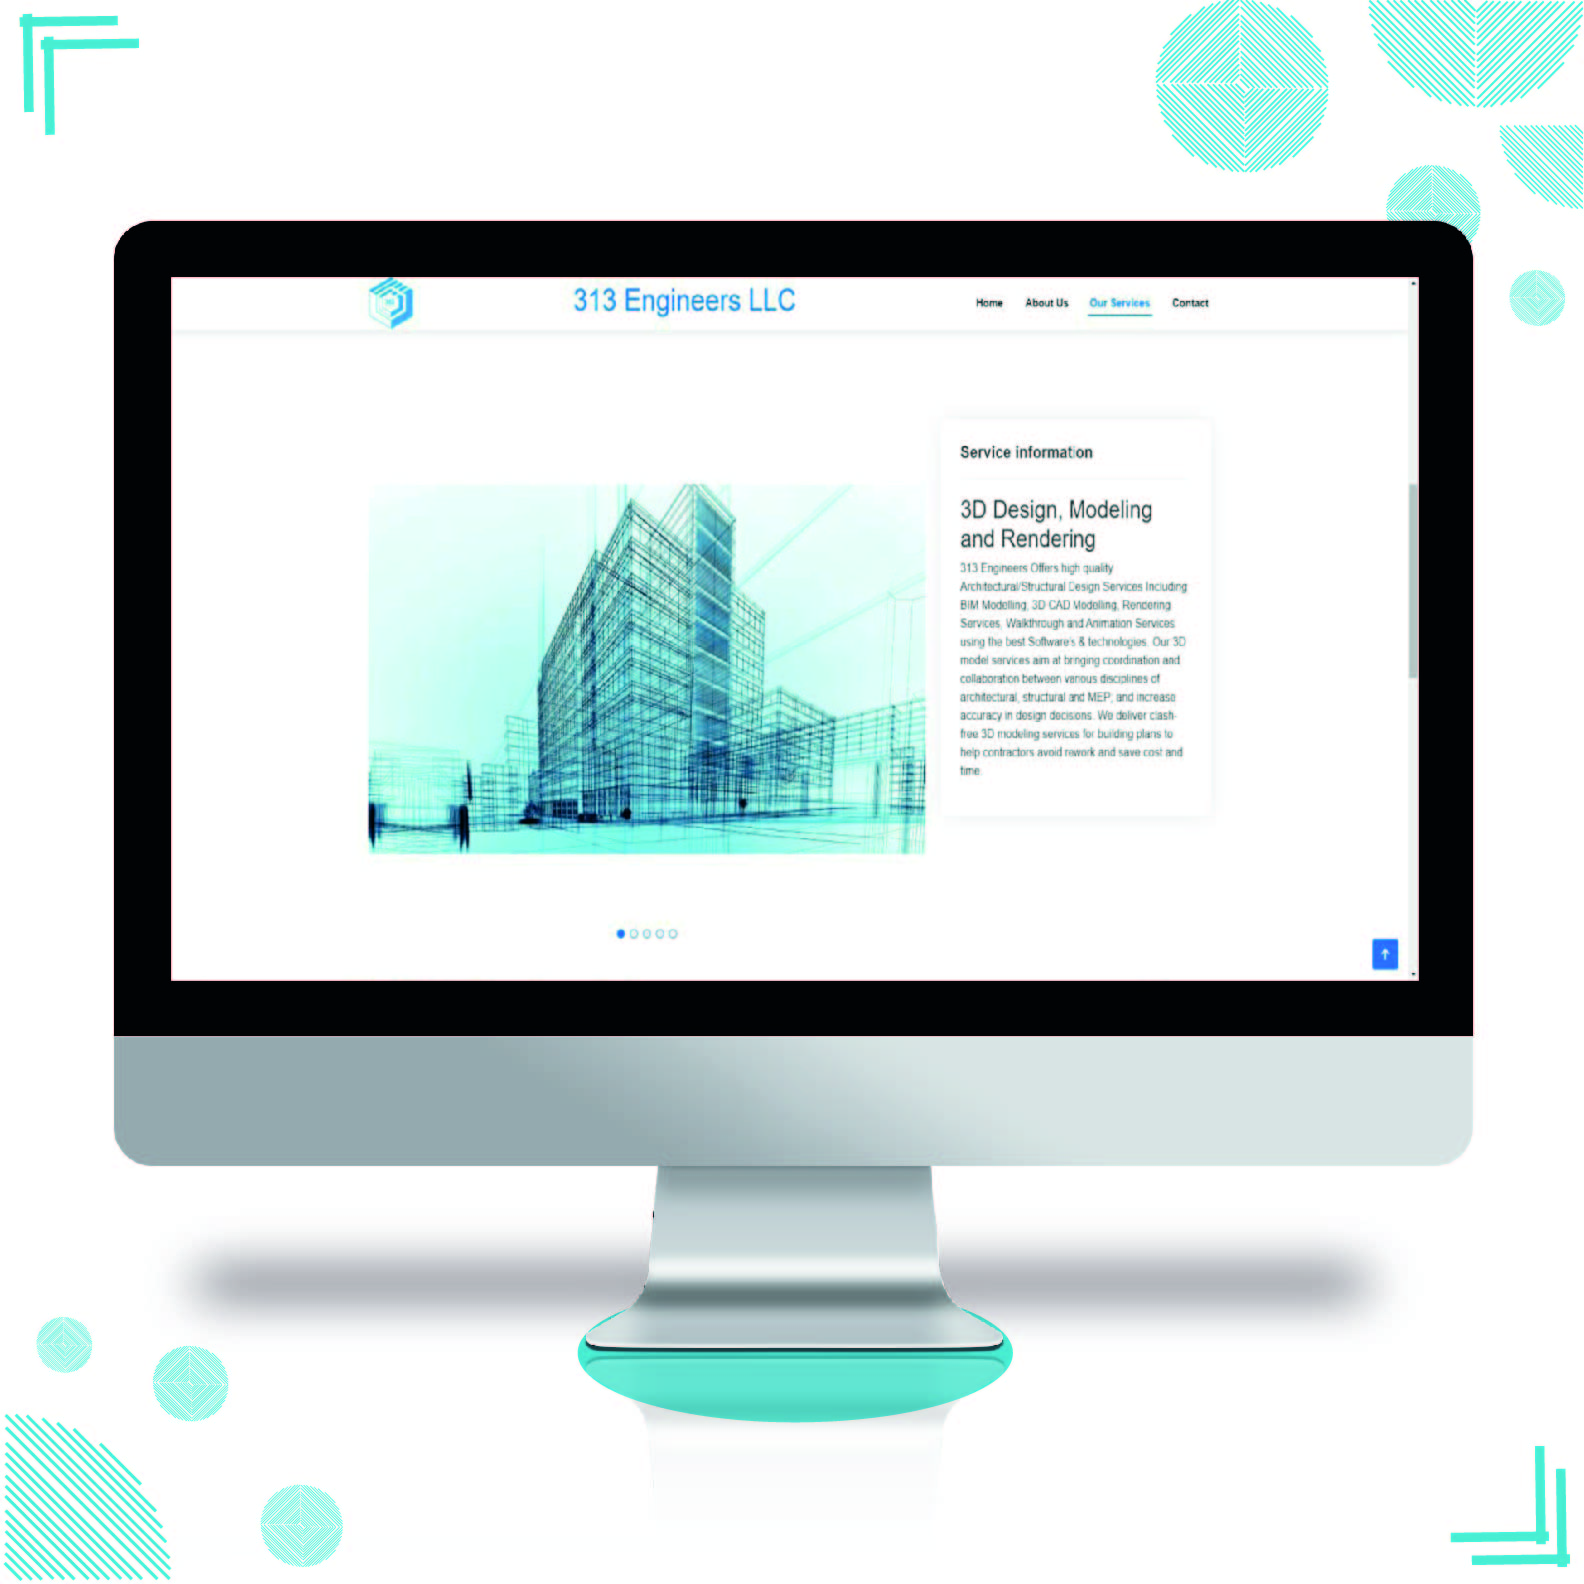 313 Engineers LLC
Home About Us Our Services Contact
Service information
3D Design, Modeling
and Rendering
313 Engineers Offers high quality
Architectural/Structural Design Services Including
BIM Modelling, 3D CAD Modelling, Rendering
Services, Walkthrough and Animation Services
using the best Software's & technologies. Our 3D
model services aim at bringing coordination and
collaboration between various disciplines of
architectural, structural and MEP; and increase
accuracy in design decisions. We deliver clash-
free 3D modeling services for building plans to
help contractors avoid rework and save cost and
time.